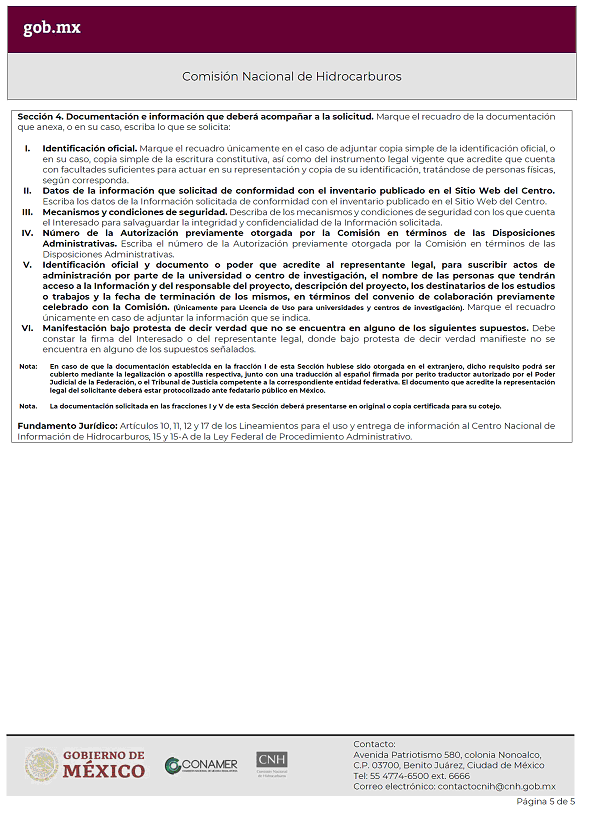 gob.mx
Comisión Nacional de Hidrocarburos
Sección 4. Documentación e información que deberá acompañar a la solicitud. Marque el recuadro de la documentación
que anexa, o en su caso, escriba lo que se solicita:
I. Identificación oficial. Marque el recuadro únicamente en el caso de adjuntar copia simple de la identificación oficial, o
en su caso, copia simple de la escritura constitutiva, así como del instrumento legal vigente que acredite que cuenta
con facultades suficientes para actuar en su representación y copia de su identificación, tratándose de personas físicas,
según corresponda.
II. Datos de la información que solicita de conformidad con el inventario publicado en el Sitio Web del Centro.
Escriba los datos de la Información solicitada de conformidad con el inventario publicado en el Sitio Web del Centro.
III. Mecanismos y condiciones de seguridad. Describa de los mecanismos y condiciones de seguridad con los que cuenta
el Interesado para salvaguardar la integridad y confidencialidad de la Información solicitada.
IV. Número de la Autorización previamente otorgada por la Comisión en términos de las Disposiciones
Administrativas. Escriba el número de la Autorización previamente otorgada por la Comisión en términos de las
Disposiciones Administrativas.
V. Identificación oficial y documento o poder que acredite al representante legal, para suscribir actos de
administración por parte de la universidad o centro de investigación, el nombre de las personas que tendrán
acceso a la Información y del responsable del proyecto, descripción del proyecto, los destinatarios de los estudios
o trabajos y la fecha de terminación de los mismos, en términos del convenio de colaboración previamente
celebrado con la Comisión. (Únicamente para Licencia de Uso para universidades y centros de investigación). Marque el recuadro
únicamente en caso de adjuntar la información que se indica.
VI. Manifestación bajo protesta de decir verdad que no se encuentra en alguno de los siguientes supuestos. Debe
constar la firma del Interesado o del representante legal, donde bajo protesta de decir verdad manifieste no se
encuentra en alguno de los supuestos señalados.
Nota: En caso de que la documentación establecida en la fracción I de esta Sección hubiese sido otorgada en el extranjero, dicho requisito podrá ser
cubierto mediante la legalización o apostilla respectiva, junto con una traducción al español firmada por perito traductor autorizado por el Poder
Judicial de la Federación, o el Tribunal de Justicia competente a la correspondiente entidad federativa. El documento que acredite la representación
legal del solicitante deberá estar protocolizado ante fedatario público en México.
Nota. La documentación solicitada en las fracciones I y V de esta Sección deberá presentarse en original o copia certificada para su cotejo.
Fundamento Jurídico: Artículos 10, 11, 12 y 17 de los Lineamientos para el uso y entrega de información al Centro Nacional de
Información de Hidrocarburos, 15 y 15-A de la Ley Federal de Procedimiento Administrativo.
GOBIERNO DE
MÉXICO
CONAMER
CNH
Comisión Nacional
de Hidrocarburos
Contacto:
Avenida Patriotismo 580, colonia Nonoalco,
C.P. 03700, Benito Juárez, Ciudad de México
Tel: 55 4774-6500 ext. 6666
Correo electrónico: contactocnih@cnh.gob.mx
Página 5 de 5